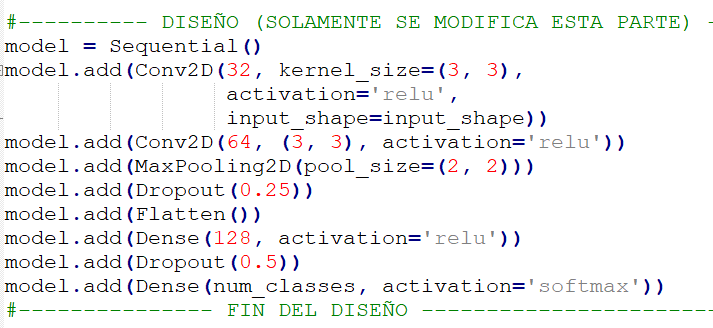 #---------- DISEÑO (SOLAMENTE SE MODIFICA ESTA PARTE) -
model = Sequential()
model.add(Conv2D(32, kernel_size=(3, 3),
                 activation='relu',
                 input_shape=input_shape))
model.add(Conv2D(64, (3, 3), activation='relu'))
model.add(MaxPooling2D(pool_size=(2, 2)))
model.add(Dropout(0.25))
model.add(Flatten())
model.add(Dense(128, activation='relu'))
model.add(Dropout(0.5))
model.add(Dense(num_classes, activation='softmax'))
#--------------- FIN DEL DISEÑO -----------------------